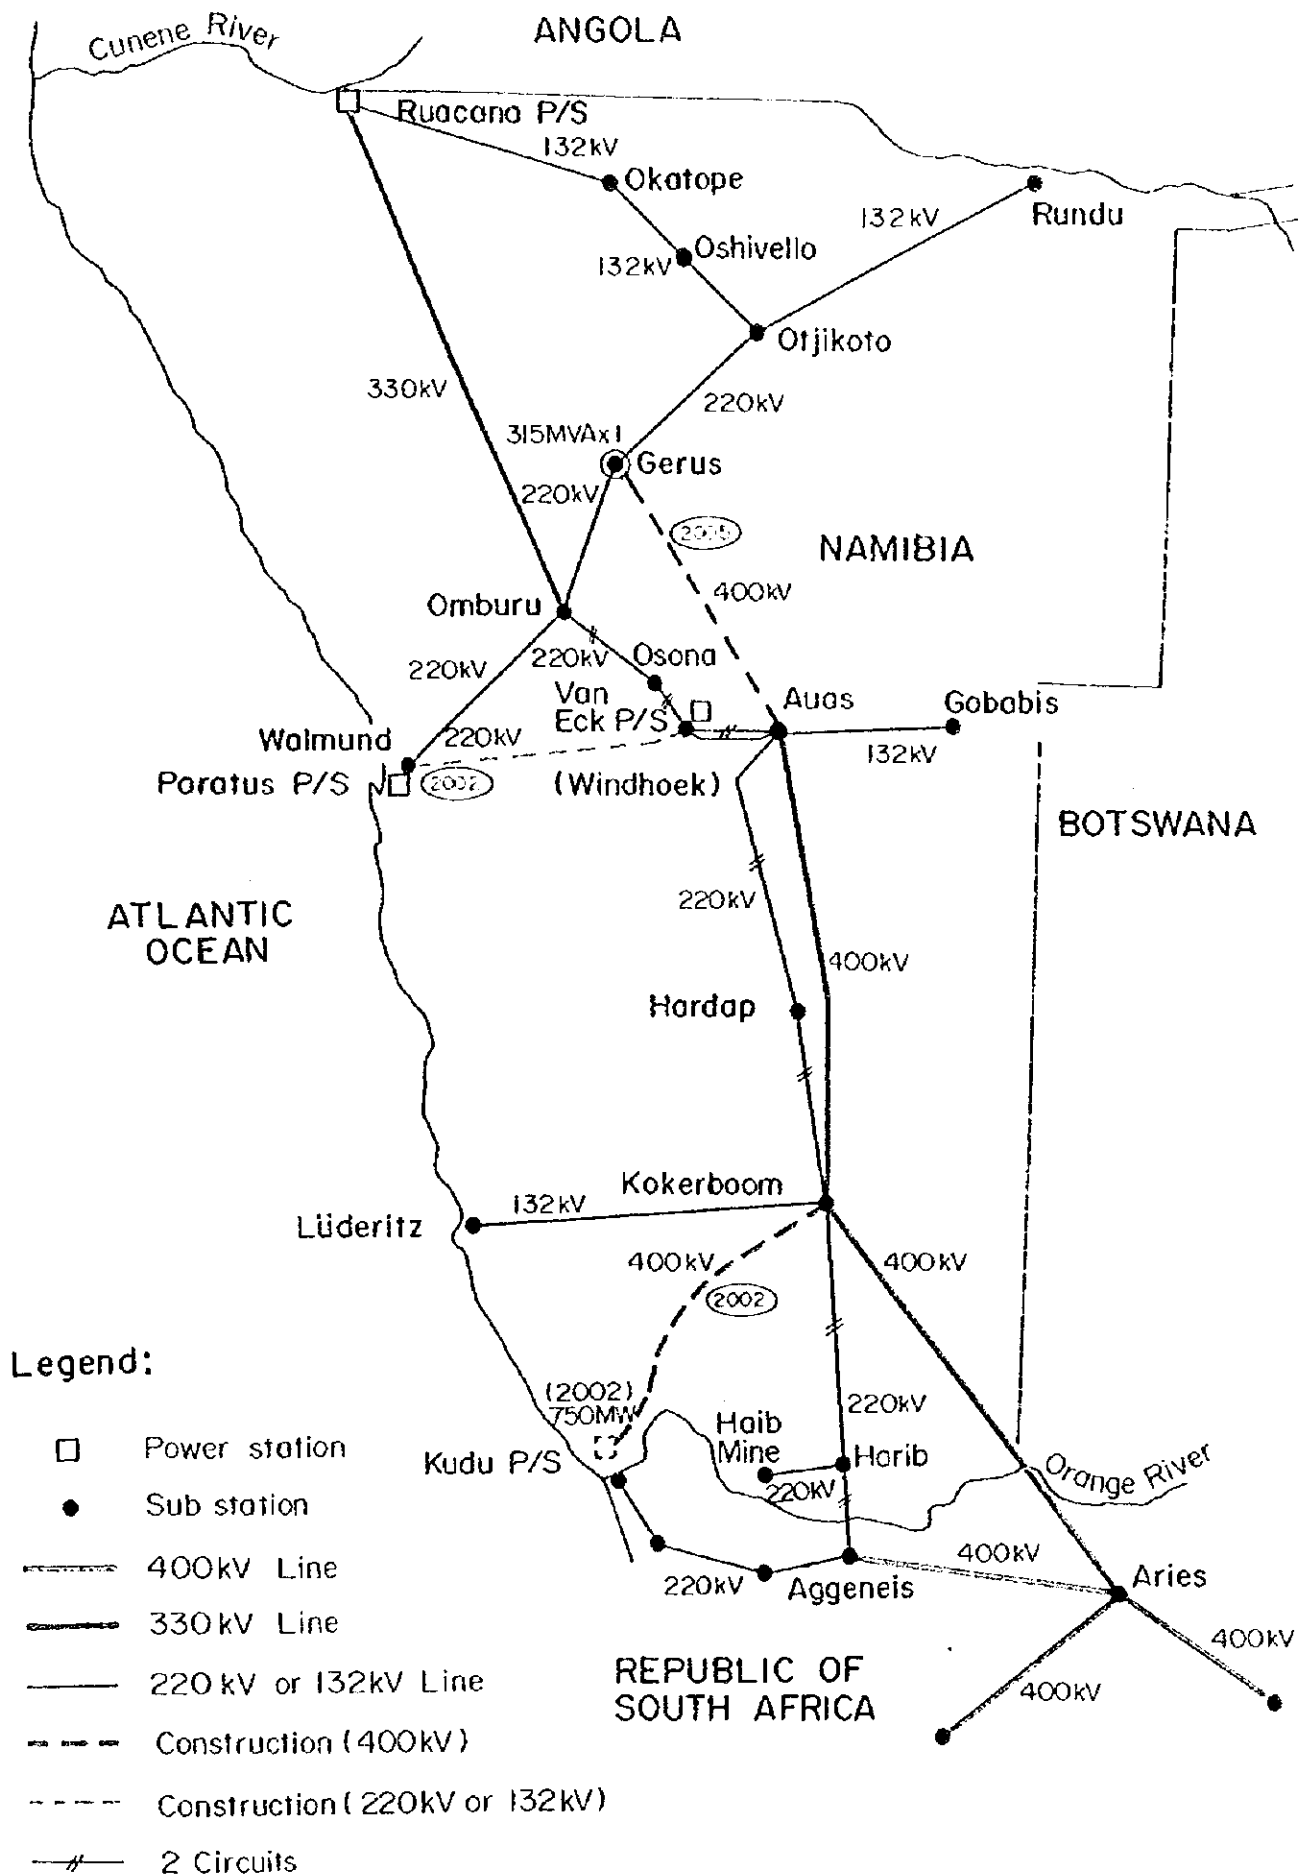 ANGOLA
Cunene River
Ruacana P/S
132kV
Okatope
132kV
Rundu
Oshivello
132kV
Otjikoto
330kV
220kV
315MVAx1
Gerus
220kV
NAMIBIA
400kV
Omburu
220kV
220kV
Osona
Van
Eck P/S
Auas
Gobabis
Walmund
220kV
132kV
Paratus P/S
2002
(Windhoek)
BOTSWANA
220kV
ATLANTIC
OCEAN
400kV
Hardap
Kokerboom
132kV
Lüderitz
400kV
400kV
2002
Legend:
(2002)
750MW
220kV
Haib
Mine
Harib
Kudu P/S
220kV
Orange River
Power station
Sub station
400kV
220kV
Aggeneis
Aries
400kV Line
330kV Line
400kV
REPUBLIC OF
SOUTH AFRICA
400kV
220kV or 132kV Line
Construction (400kV)
Construction (220kV or 132kV)
2 Circuits